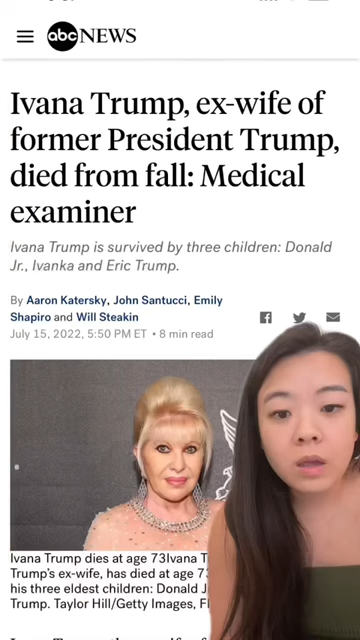 abc NEWS
Ivana Trump, ex-wife of
former President Trump,
died from fall: Medical
examiner
Ivana Trump is survived by three children: Donald
Jr., Ivanka and Eric Trump.
By Aaron Katersky, John Santucci, Emily
Shapiro and Will Steakin
July 15, 2022, 5:50 PM ET • 8 min read
Ivana Trump dies at age 73Ivana T
Trump's ex-wife, has died at age 73
his three eldest children: Donald J
Trump. Taylor Hill/Getty Images, FI